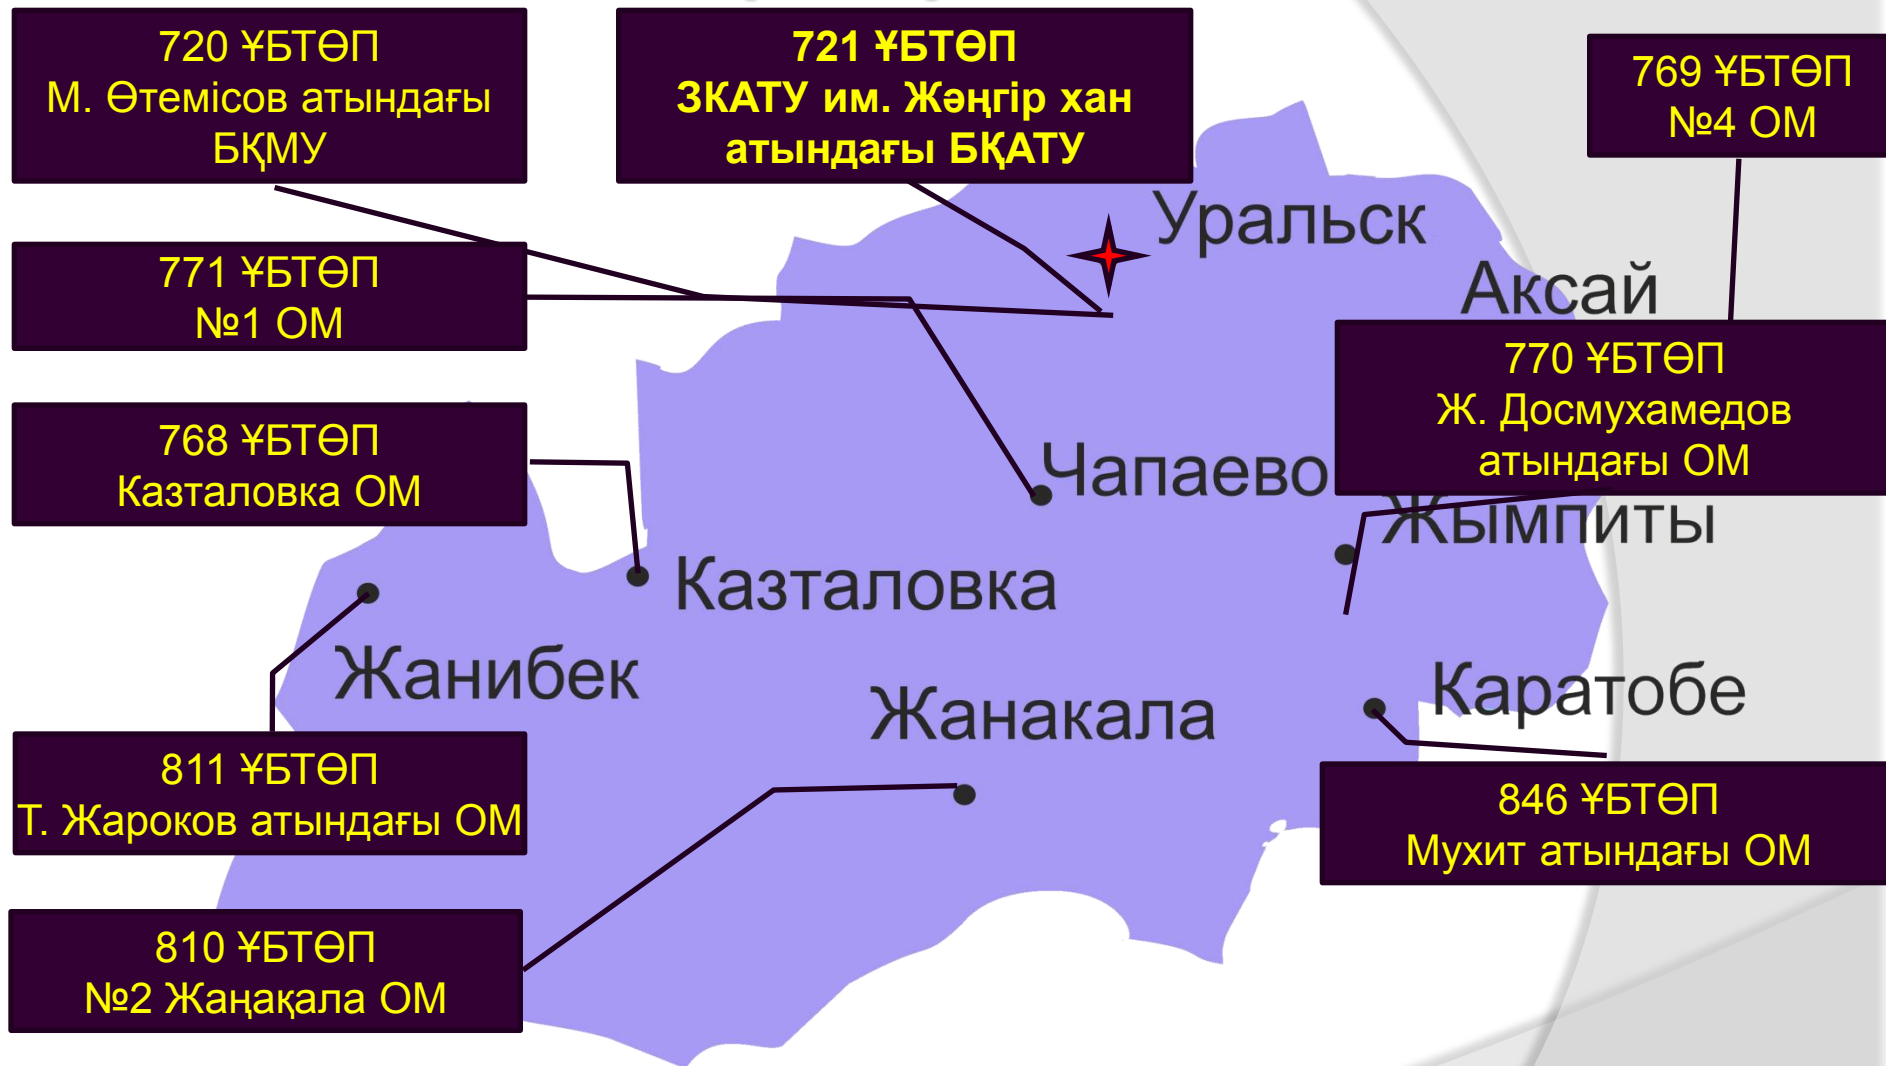 720 ҰБТӨП
М. Өтемісов атындағы
БҚМУ
721 ҰБТӨП
ЗКАТУ им. Жәңгір хан
атындағы БҚАТУ
769 ҰБТӨП
№4 ОМ
Уральск
771 ҰБТӨП
№1 ОМ
Аксай
770 ҰБТӨП
Ж. Досмухамедов
атындағы ОМ
768 ҰБТӨП
Казталовка ОМ
Чапаево
Жымпиты
Казталовка
Жанибек
Жанакала
Каратобе
811 ҰБТӨП
Т. Жароков атындағы ОМ
846 ҰБТӨП
Мухит атындағы ОМ
810 ҰБТӨП
№2 Жаңақала ОМ